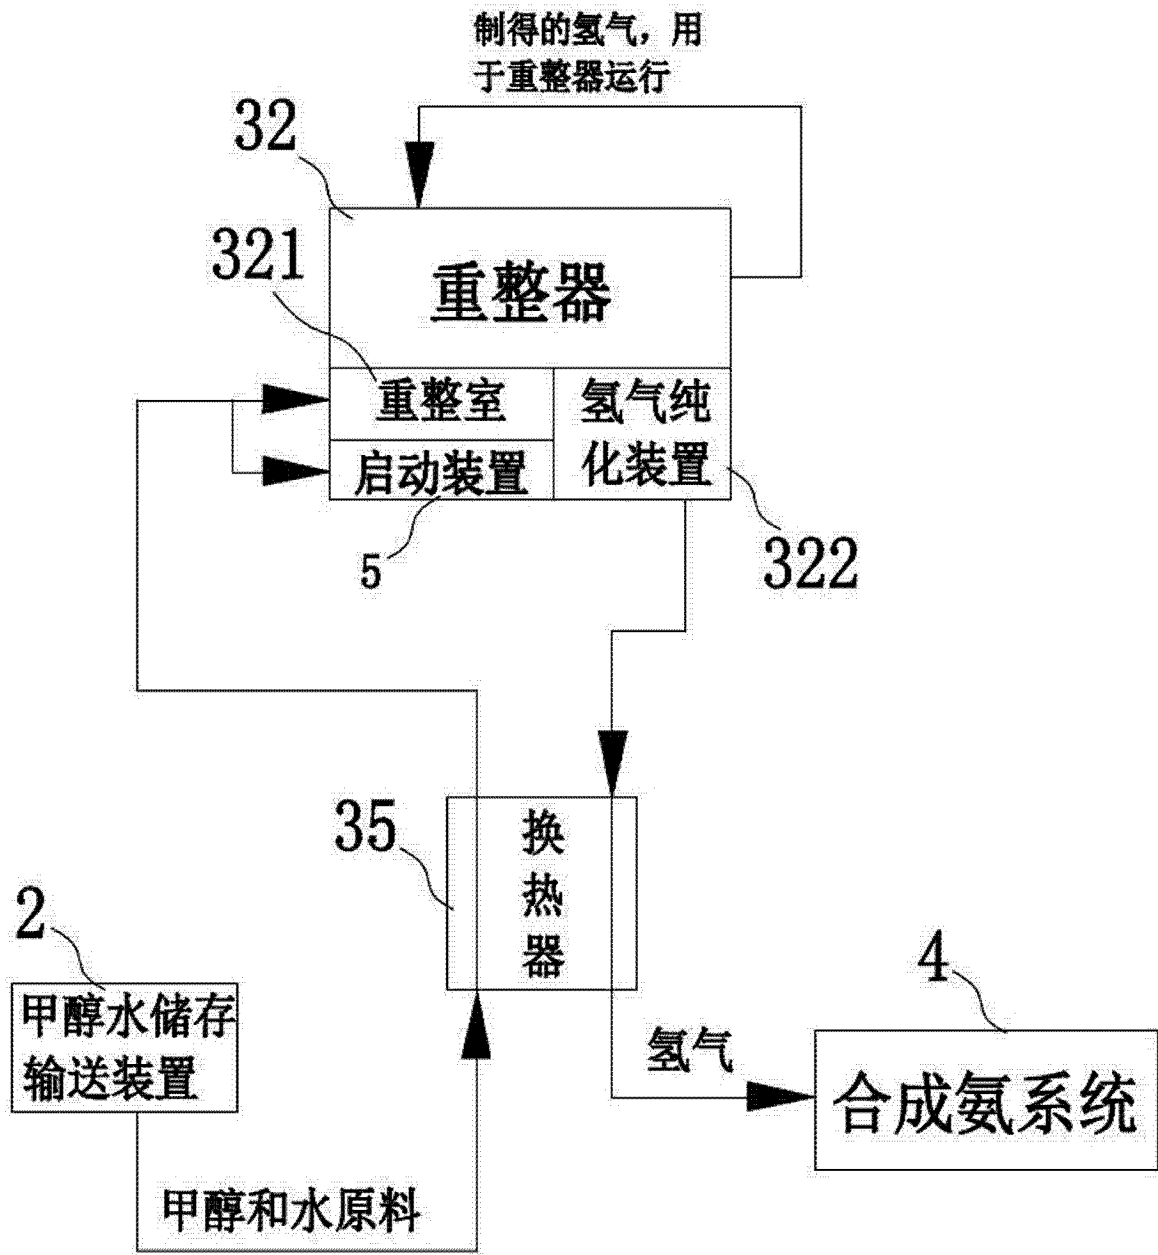 制得的氢气，用
于重整器运行
32
321
重整器
重整室
氢气纯
化装置
启动装置
5
322
35
换
热
器
2
甲醇水储存
输送装置
4
氢气
合成氨系统
甲醇和水原料